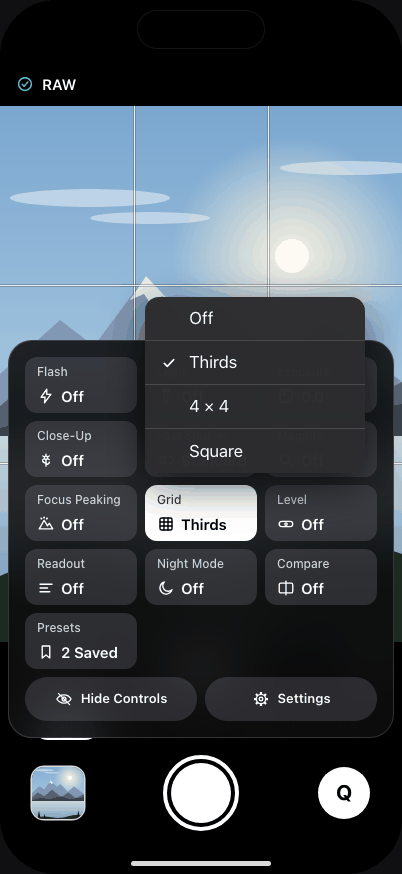 RAW
Off
Thirds
4 × 4
Square
Flash
Off
Close-Up
Off
Focus Peaking
Off
Grid
Thirds
Level
Off
Readout
Off
Night Mode
Off
Compare
Off
Presets
2 Saved
Hide Controls
Settings
Q